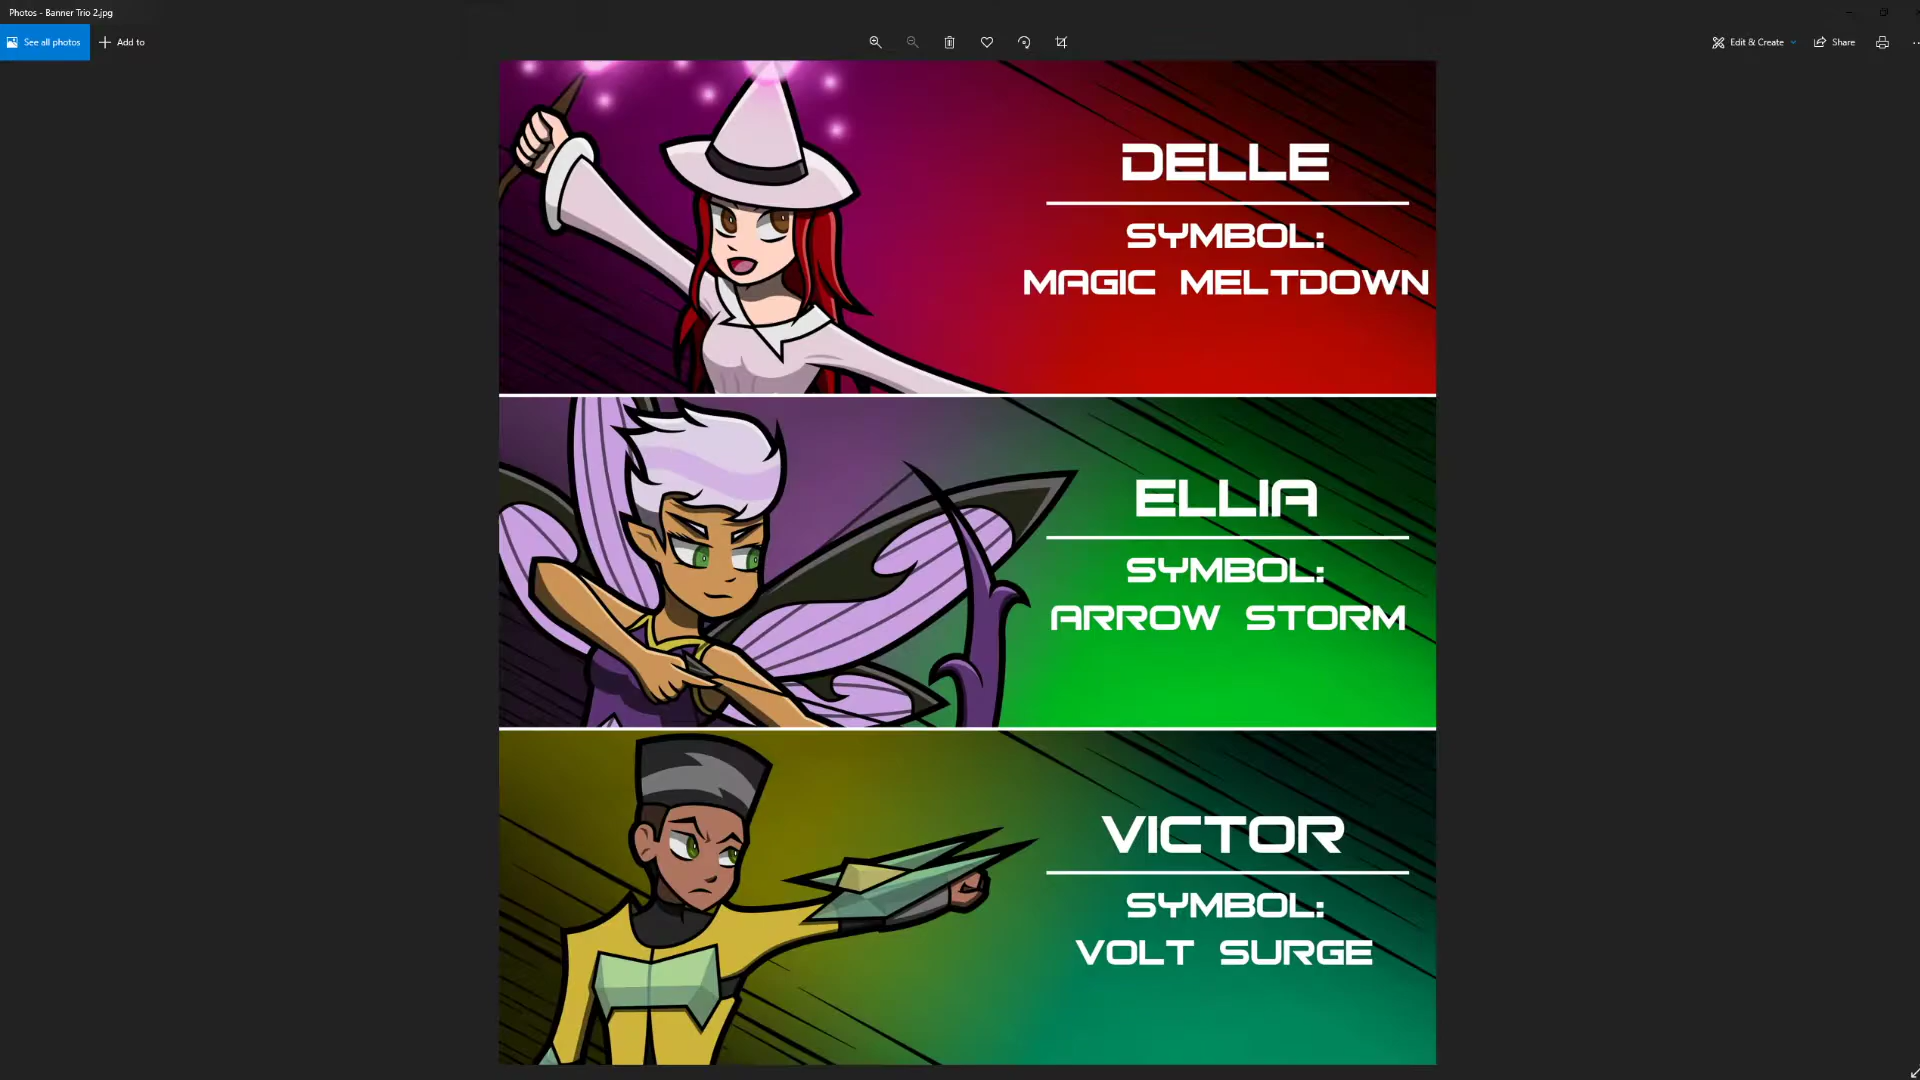 Photos - Banner Trio 2.jpg
See all photos
Add to
Edit & Create
Share
DELLE
SYMBOL:
MAGIC MELTDOWN
ELLIA
SYMBOL:
ARROW STORM
VICTOR
SYMBOL:
VOLT SURGE